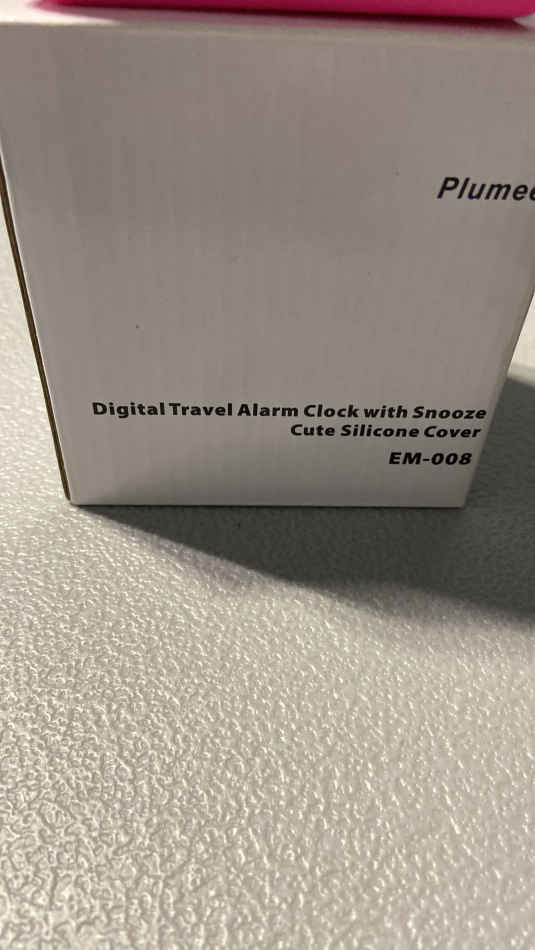 Plumee
Digital Travel Alarm Clock with Snooze
Cute Silicone Cover
EM-008